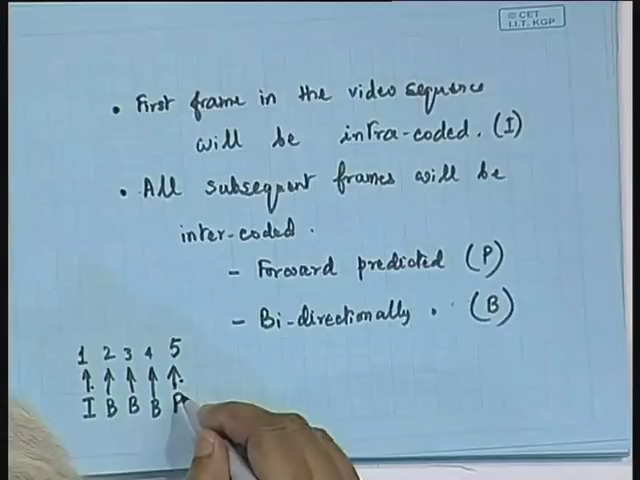 © CET
I.I.T. KGP
• First frame in the video sequence
will be intra-coded. (I)
• All subsequent frames will be
inter-coded.
- Forward predicted (P)
- Bi-directionally . (B)
1 2 3 4 5
I B B B P